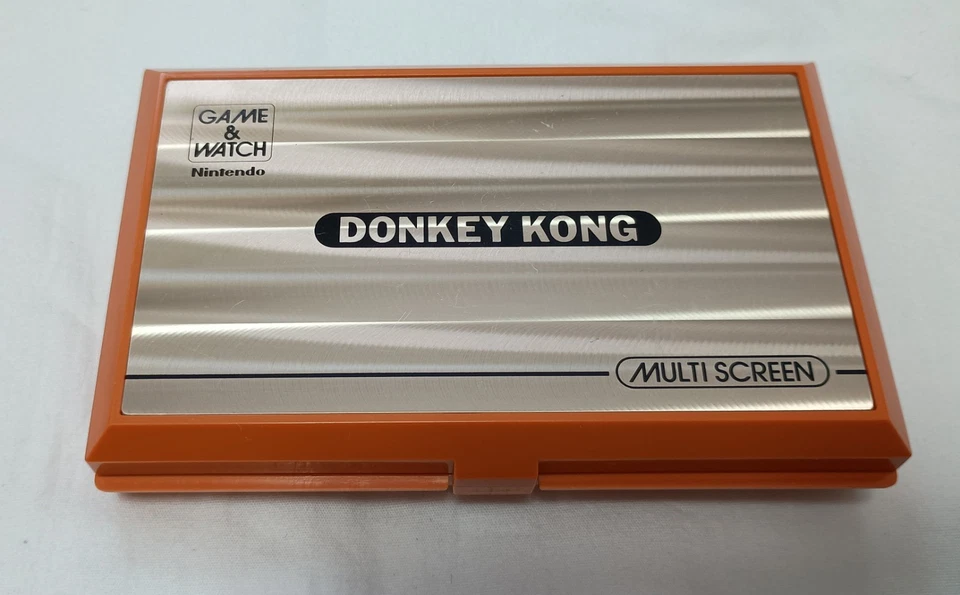 GAME
&
WATCH
Nintendo
DONKEY KONG
MULTI SCREEN